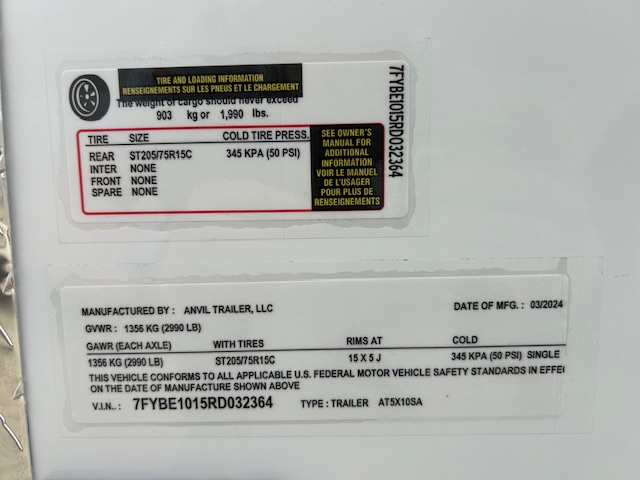 TIRE AND LOADING INFORMATION
RENSEIGNEMENTS SUR LES PNEUS ET LE CHARGEMENT
The weight of cargo should never exceed
903 kg or 1,990 lbs.
TIRE SIZE COLD TIRE PRESS.
REAR ST205/75R15C 345 KPA (50 PSI)
INTER NONE
FRONT NONE
SPARE NONE
SEE OWNER'S
MANUAL FOR
ADDITIONAL
INFORMATION
VOIR LE MANUEL
DE L'USAGER
POUR PLUS DE
RENSEIGNEMENTS
7FYBE1015RD032364
MANUFACTURED BY: ANVIL TRAILER, LLC DATE OF MFG.: 03/2024
GVWR: 1356 KG (2990 LB)
GAWR (EACH AXLE) WITH TIRES RIMS AT COLD
1356 KG (2990 LB) ST205/75R15C 15 X 5 J 345 KPA (50 PSI) SINGLE
THIS VEHICLE CONFORMS TO ALL APPLICABLE U.S. FEDERAL MOTOR VEHICLE SAFETY STANDARDS IN EFFE
ON THE DATE OF MANUFACTURE SHOWN ABOVE
V.I.N.: 7FYBE1015RD032364 TYPE: TRAILER AT5X10SA